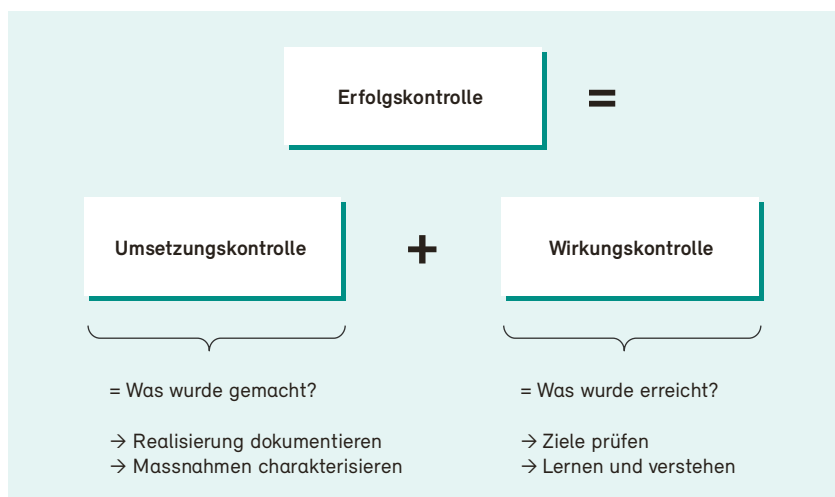 Erfolgskontrolle =
Umsetzungskontrolle + Wirkungskontrolle
= Was wurde gemacht?
→ Realisierung dokumentieren
→ Massnahmen charakterisieren
= Was wurde erreicht?
→ Ziele prüfen
→ Lernen und verstehen